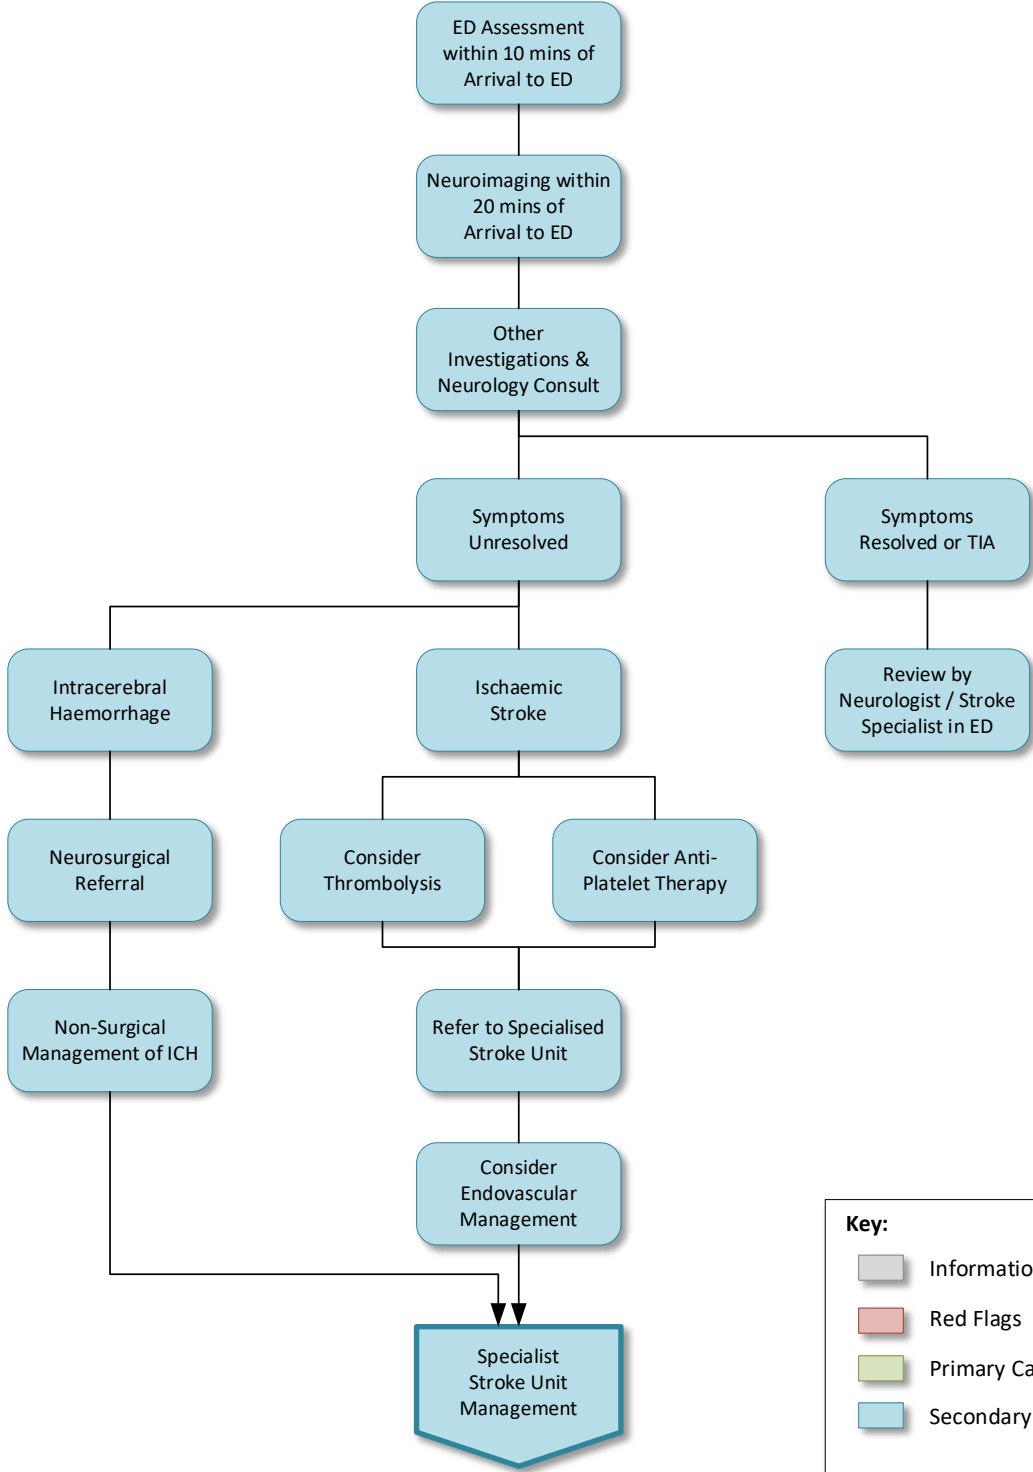 ED Assessment
within 10 mins of
Arrival to ED
Neuroimaging within
20 mins of
Arrival to ED
Other
Investigations &
Neurology Consult
Symptoms
Unresolved
Symptoms
Resolved or TIA
Intracerebral
Haemorrhage
Ischaemic
Stroke
Review by
Neurologist / Stroke
Specialist in ED
Neurosurgical
Referral
Consider
Thrombolysis
Consider Anti-
Platelet Therapy
Non-Surgical
Management of ICH
Refer to Specialised
Stroke Unit
Consider
Endovascular
Management
Specialist
Stroke Unit
Management
Key:
Red Flags
Primary
Secondary